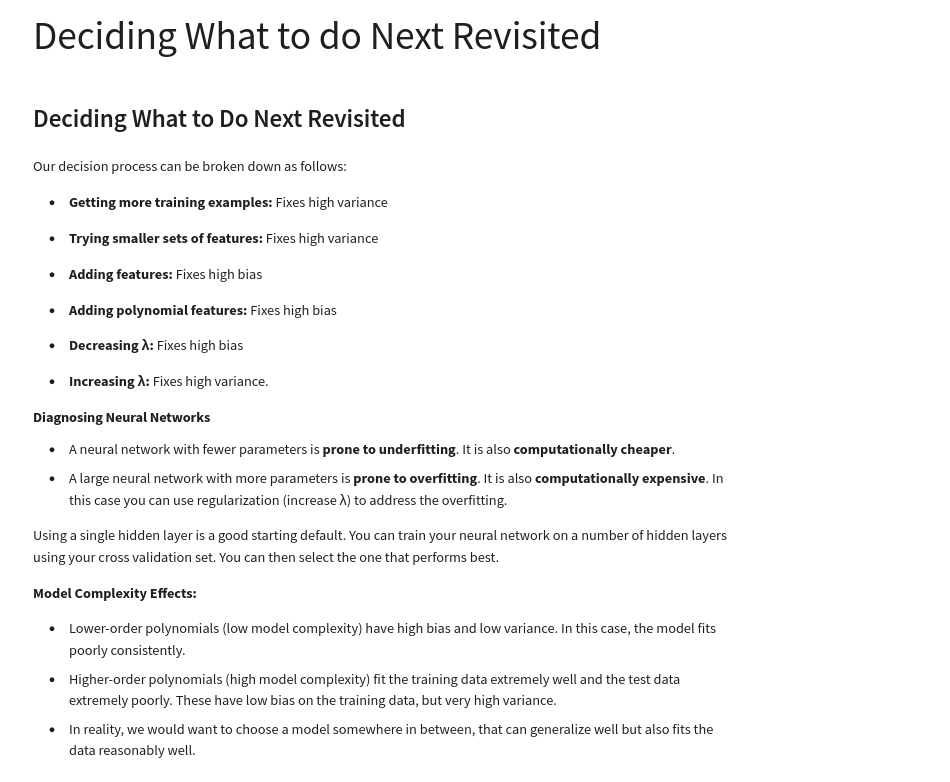 Deciding What to do Next Revisited
Deciding What to Do Next Revisited
Our decision process can be broken down as follows:
• Getting more training examples: Fixes high variance
• Trying smaller sets of features: Fixes high variance
• Adding features: Fixes high bias
• Adding polynomial features: Fixes high bias
• Decreasing λ: Fixes high bias
• Increasing λ: Fixes high variance.
Diagnosing Neural Networks
• A neural network with fewer parameters is prone to underfitting. It is also computationally cheaper.
• A large neural network with more parameters is prone to overfitting. It is also computationally expensive. In
this case you can use regularization (increase λ) to address the overfitting.
Using a single hidden layer is a good starting default. You can train your neural network on a number of hidden layers
using your cross validation set. You can then select the one that performs best.
Model Complexity Effects:
• Lower-order polynomials (low model complexity) have high bias and low variance. In this case, the model fits
poorly consistently.
• Higher-order polynomials (high model complexity) fit the training data extremely well and the test data
extremely poorly. These have low bias on the training data, but very high variance.
• In reality, we would want to choose a model somewhere in between, that can generalize well but also fits the
data reasonably well.